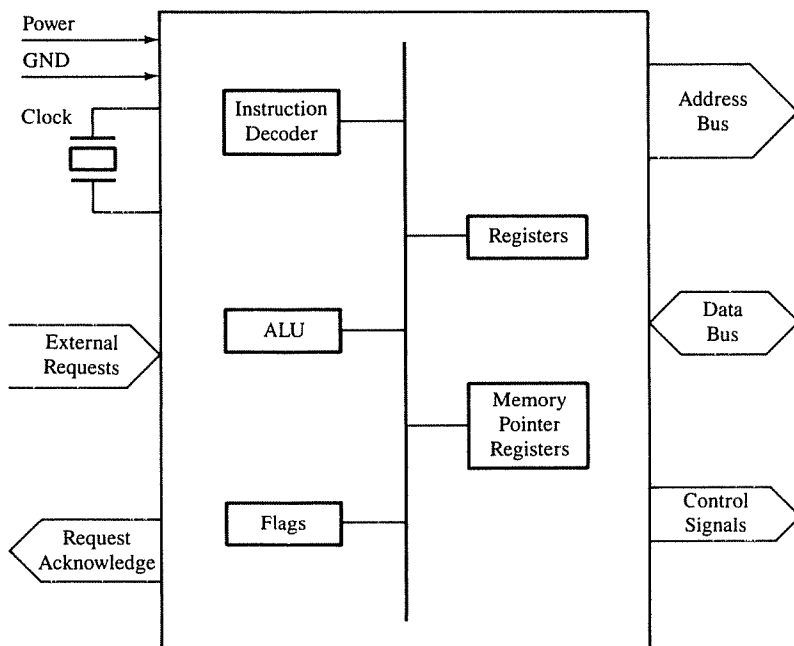 Power
GND
Clock
Instruction
Decoder
Address
Bus
Registers
External
Requests
ALU
Data
Bus
Memory
Pointer
Registers
Request
Acknowledge
Flags
Control
Signals